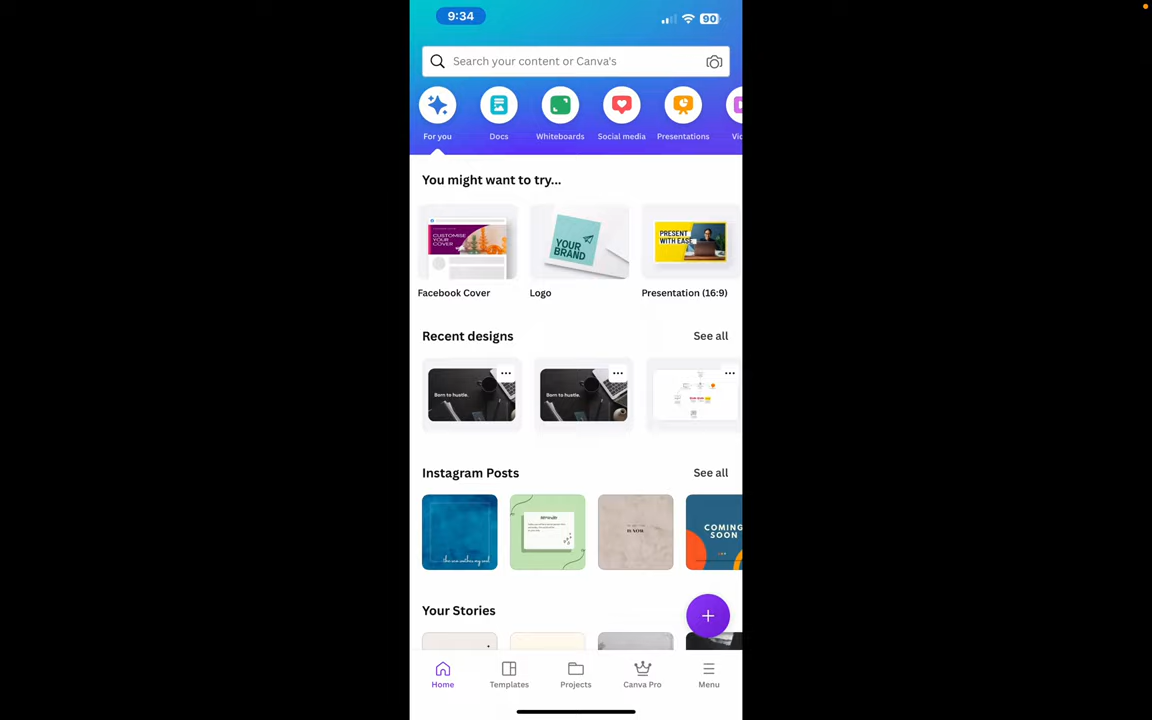 9:34
90
Search your content or Canva's
For you
Docs
Whiteboards
Social media
Presentations
You might want to try...
CUSTOMISE
YOUR
COVER
YOUR
BRAND
PRESENT
WITH EASE
Facebook Cover
Logo
Presentation (16:9)
Recent designs
See all
Born to hustle.
Born to hustle.
Instagram Posts
See all
COMING
SOON
Your Stories
Home
Templates
Projects
Canva Pro
Menu